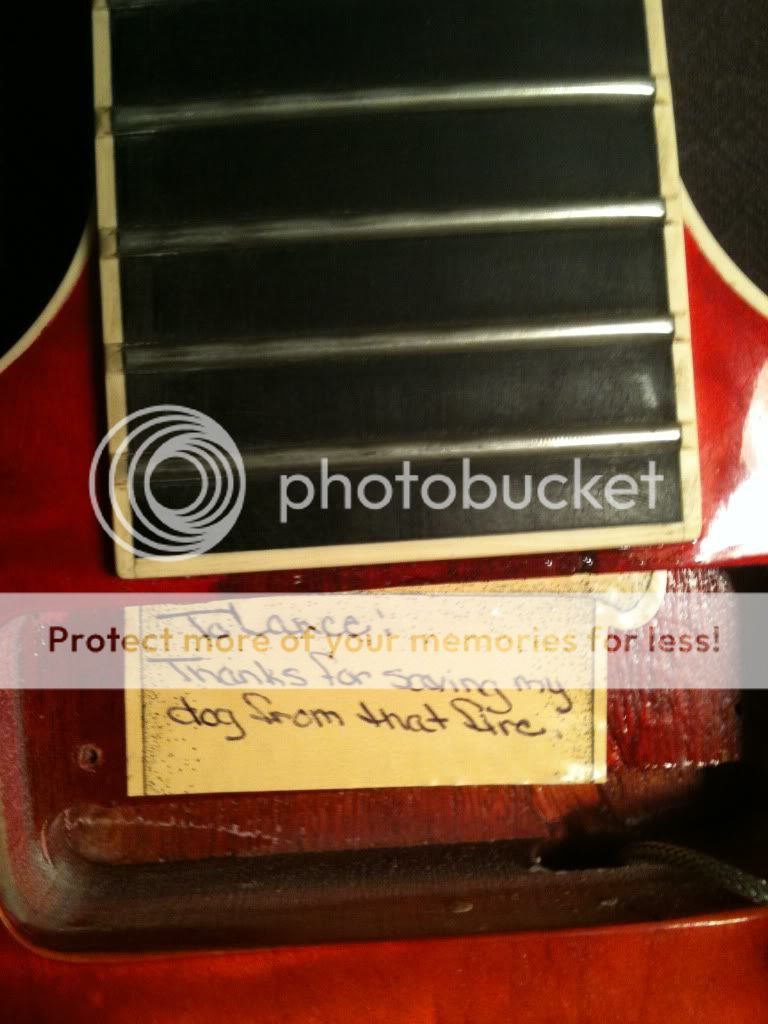 photobucket
Protect more of your memories for less!
To Lance:
Thanks for saving my
dog from that fire.